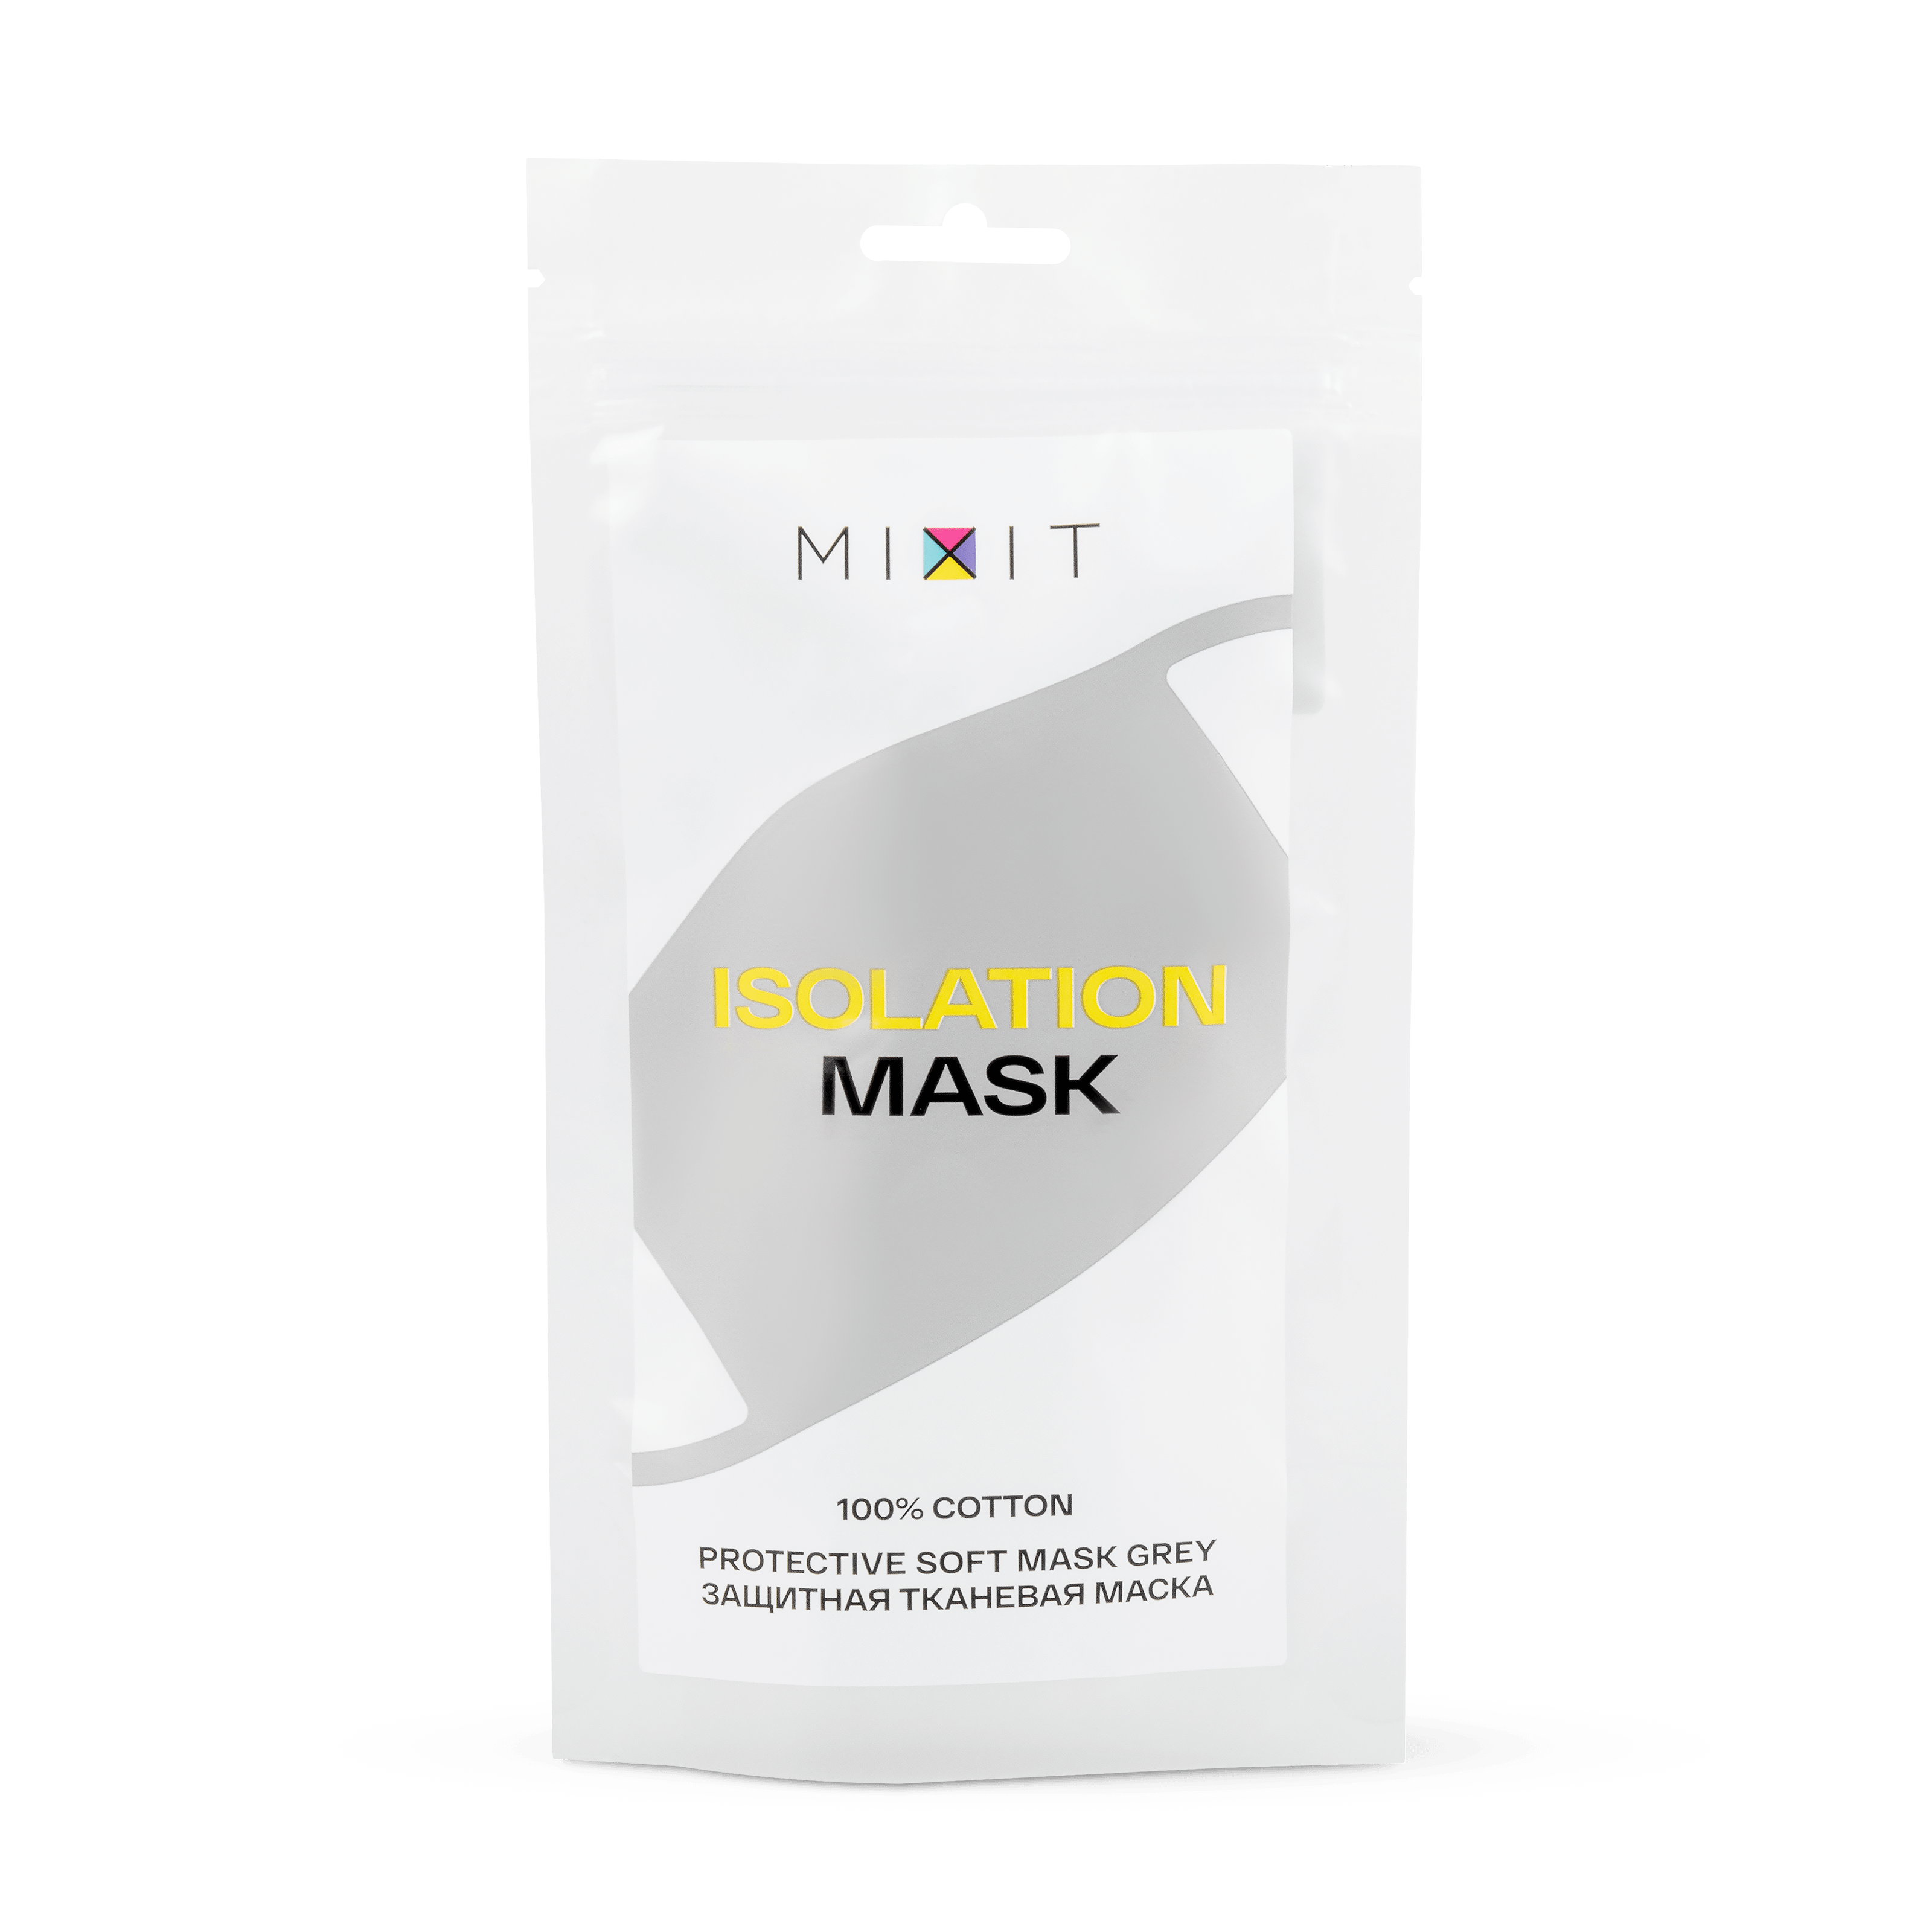 MIXIT
ISOLATION
MASK
100% COTTON
PROTECTIVE SOFT MASK GREY
ЗАЩИТНАЯ ТКАНЕВАЯ МАСКА